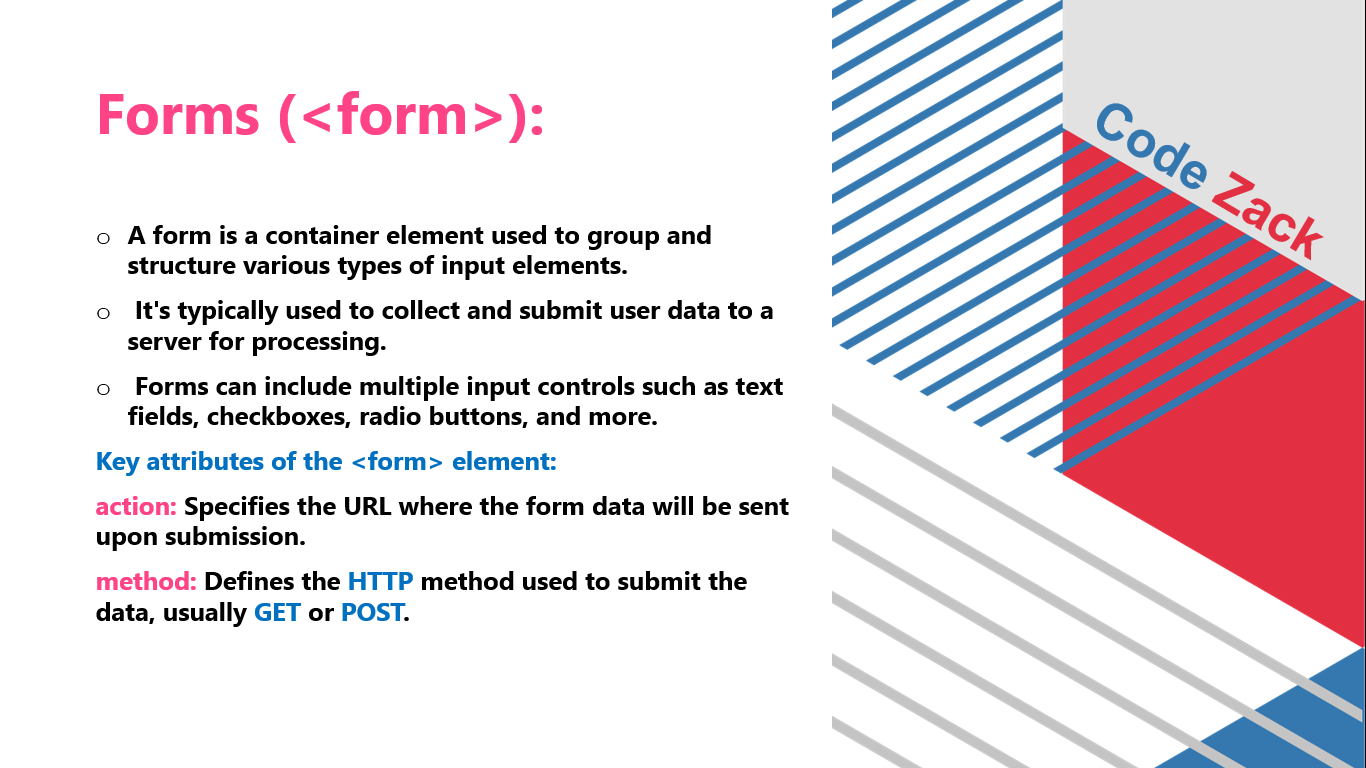 Forms (<form>):
Code Zack
o A form is a container element used to group and
structure various types of input elements.
o It's typically used to collect and submit user data to a
server for processing.
o Forms can include multiple input controls such as text
fields, checkboxes, radio buttons, and more.
Key attributes of the <form> element:
action: Specifies the URL where the form data will be sent
upon submission.
method: Defines the HTTP method used to submit the
data, usually GET or POST.